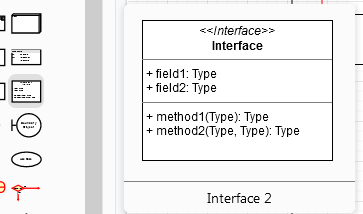 <<Interface>>
Interface
+ field1: Type
+ field2: Type
+ method1(Type): Type
+ method2(Type, Type): Type
Interface 2